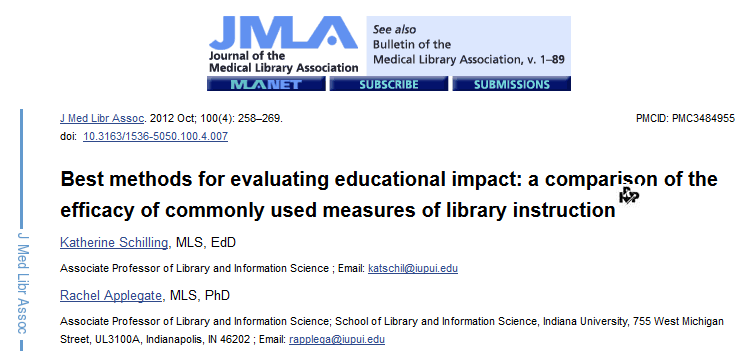 JMLA
Journal of the
Medical Library Association
See also
Bulletin of the
Medical Library Association, v. 1–89
MLANET
SUBSCRIBE
SUBMISSIONS
J Med Libr Assoc. 2012 Oct; 100(4): 258–269.
PMCID: PMC3484955
doi: 10.3163/1536-5050.100.4.007
Best methods for evaluating educational impact: a comparison of the
efficacy of commonly used measures of library instruction
Katherine Schilling, MLS, EdD
Associate Professor of Library and Information Science ; Email: katschil@iupui.edu
Rachel Applegate, MLS, PhD
Associate Professor of Library and Information Science; School of Library and Information Science, Indiana University, 755 West Michigan
Street, UL3100A, Indianapolis, IN 46202 ; Email: rapplega@iupui.edu
J Med Libr Assoc